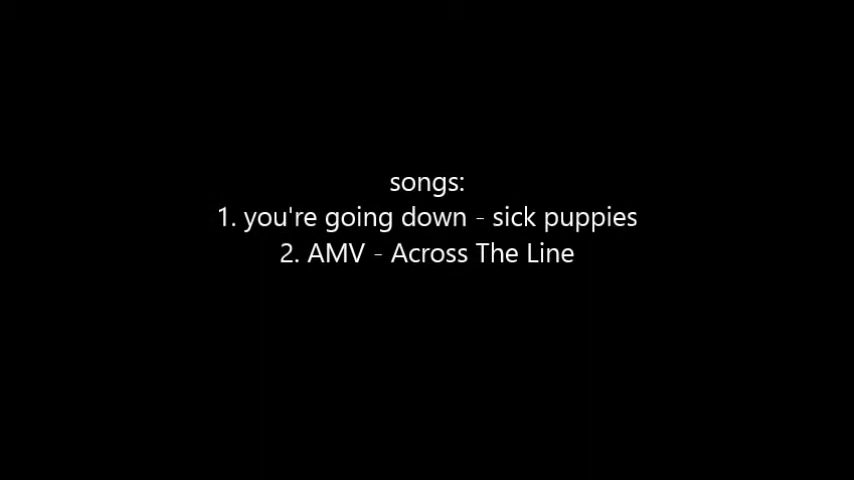 songs:
1. you're going down - sick puppies
2. AMV - Across The Line